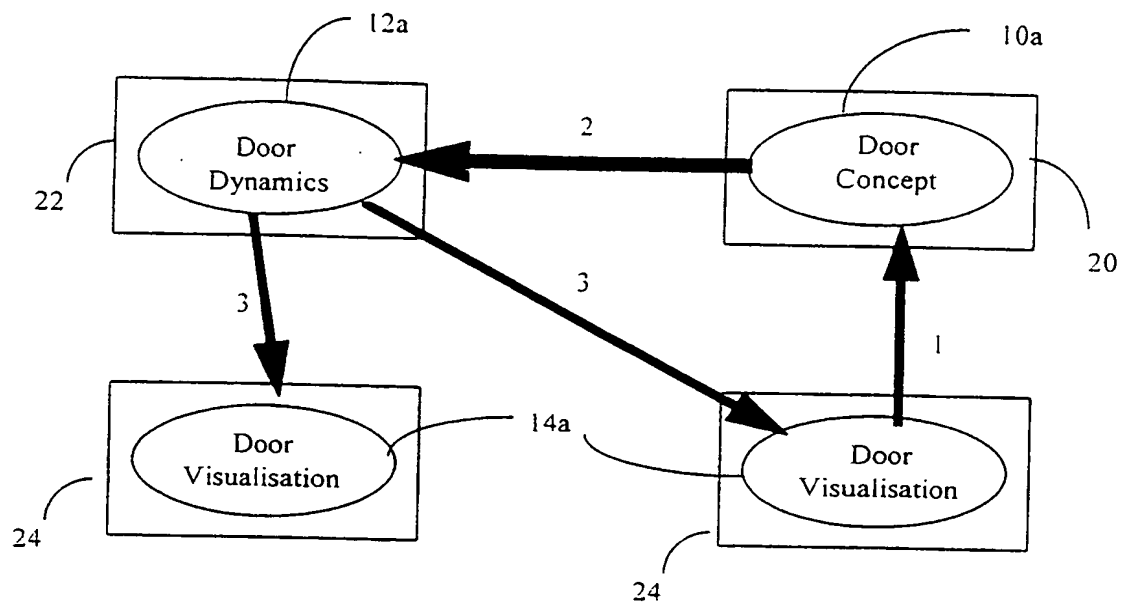 12a
10a
Door
Dynamics
2
Door
Concept
22
20
3
3
1
Door
Visualisation
14a
Door
Visualisation
24
24